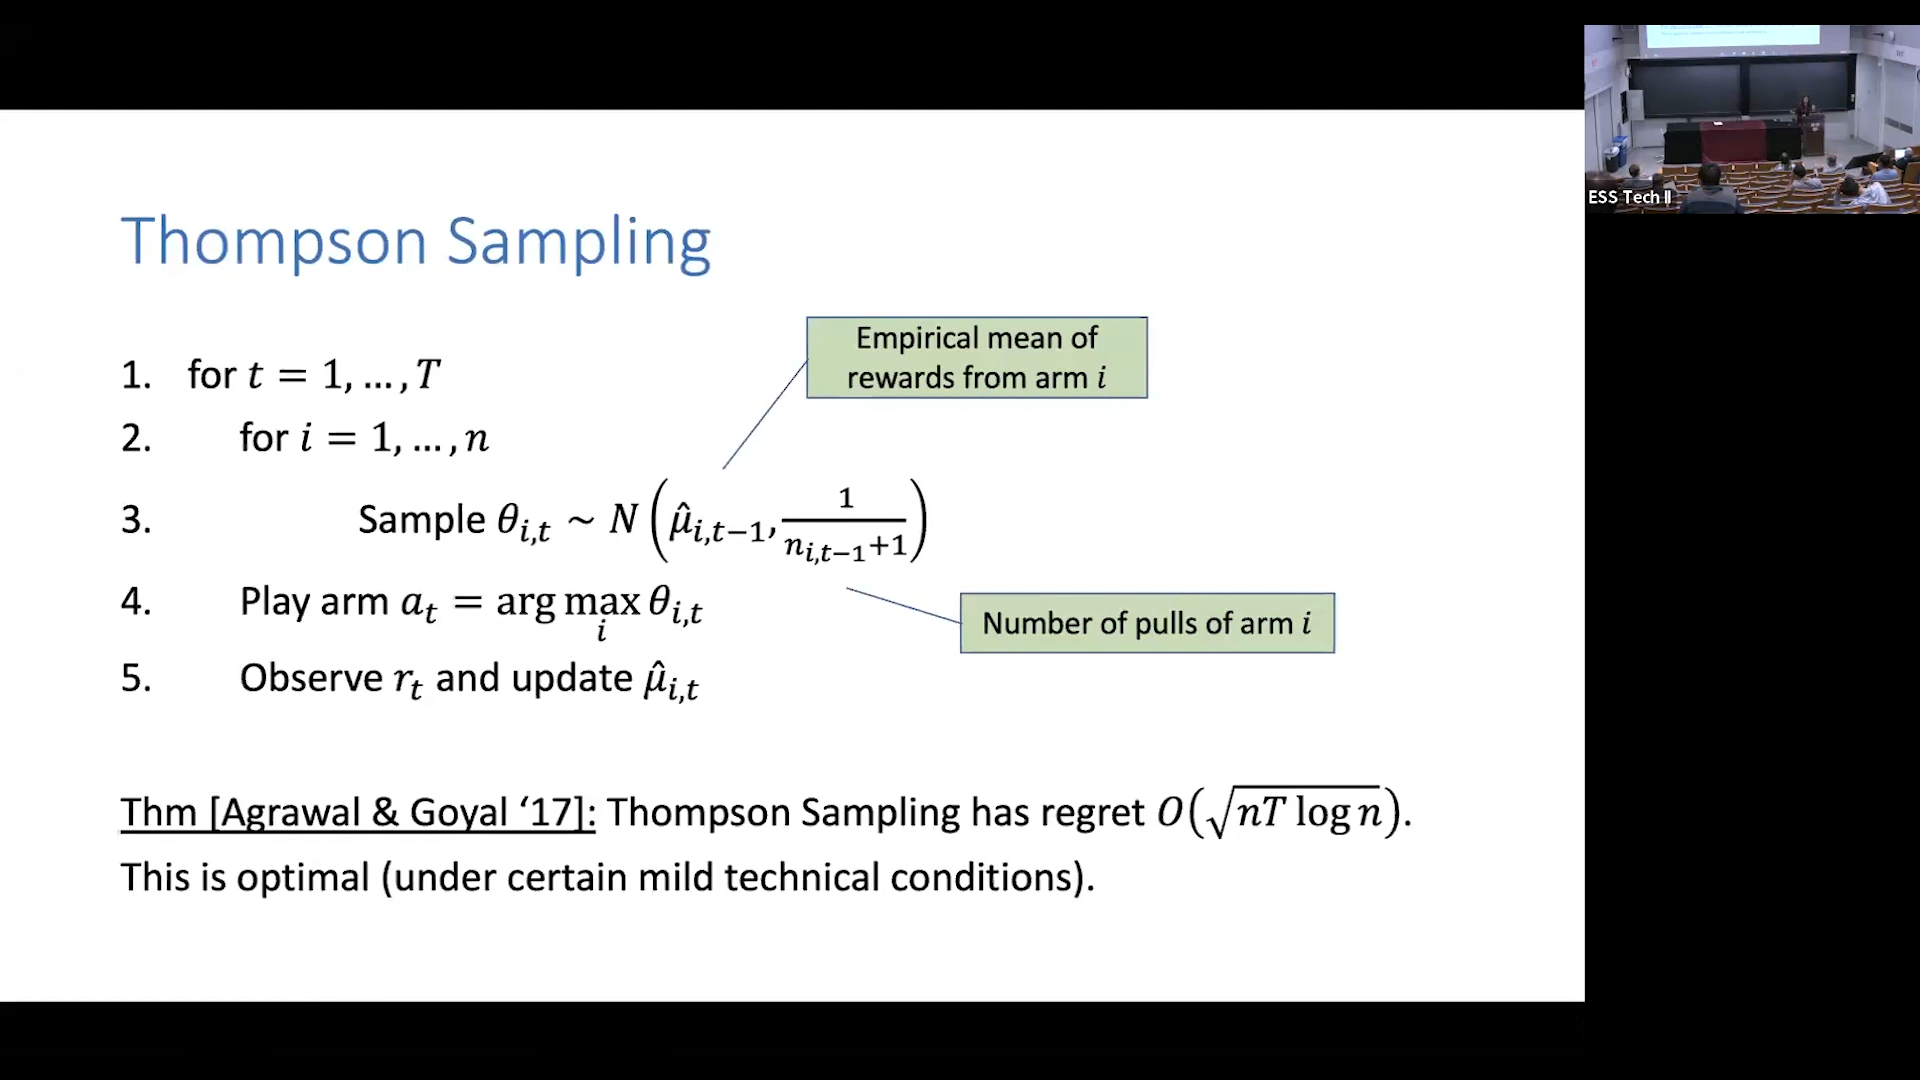 Thompson Sampling
Empirical mean of
rewards from arm i
1. for t = 1, … , T
2. for i = 1, … , n
3. Sample θ_{i,t} ~ N(μ̂_{i,t−1}, 1/(n_{i,t−1}+1))
4. Play arm a_t = arg max_i θ_{i,t}
Number of pulls of arm i
5. Observe r_t and update μ̂_{i,t}
Thm [Agrawal & Goyal ‘17]: Thompson Sampling has regret O(√(nT log n)).
This is optimal (under certain mild technical conditions).
ESS Tech II